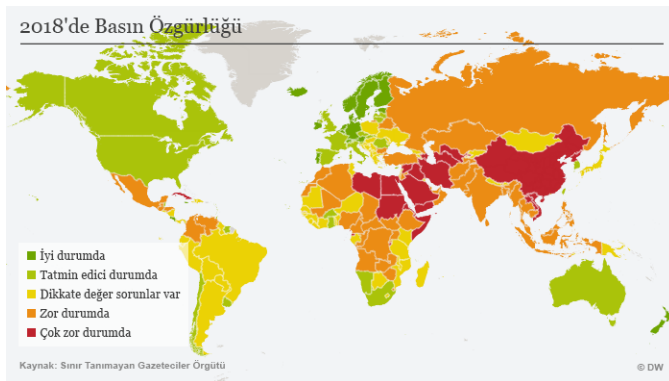 2018'de Basın Özgürlüğü
İyi durumda
Tatmin edici durumda
Dikkate değer sorunlar var
Zor durumda
Çok zor durumda
Kaynak: Sınır Tanımayan Gazeteciler Örgütü
© DW